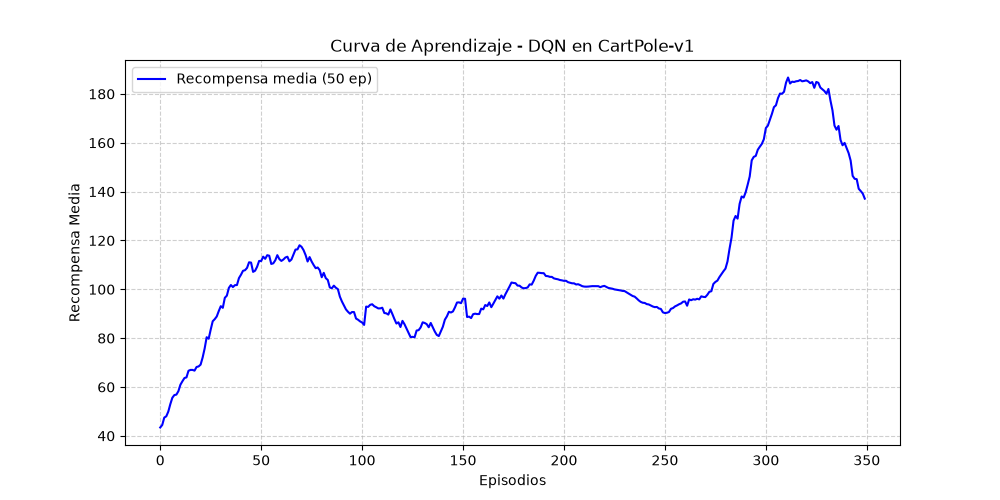 Curva de Aprendizaje - DQN en CartPole-v1
Recompensa media (50 ep)
Recompensa Media
180
160
140
120
100
80
60
40
0 50 100 150 200 250 300 350
Episodios